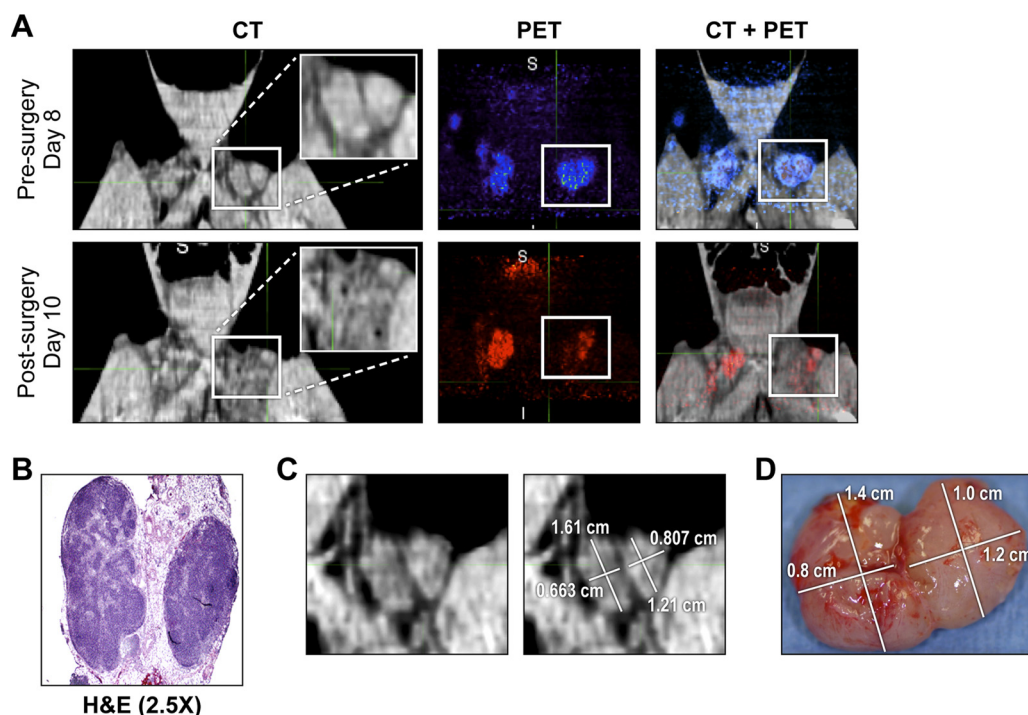 A
CT
PET
CT + PET
Pre-surgery
Day 8
S
Post-surgery
Day 10
S
S
I
S
B
H&E (2.5X)
C
1.61 cm
0.807 cm
0.663 cm
1.21 cm
D
1.4 cm
1.0 cm
0.8 cm
1.2 cm